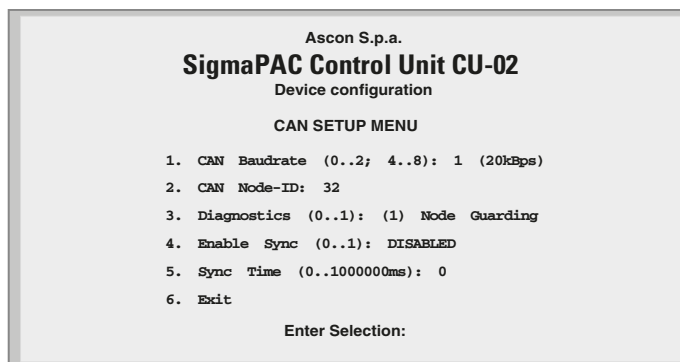 Ascon S.p.a.
SigmaPAC Control Unit CU-02
Device configuration
CAN SETUP MENU
1. CAN Baudrate (0..2; 4..8): 1 (20kBps)
2. CAN Node-ID: 32
3. Diagnostics (0..1): (1) Node Guarding
4. Enable Sync (0..1): DISABLED
5. Sync Time (0..1000000ms): 0
6. Exit
Enter Selection: